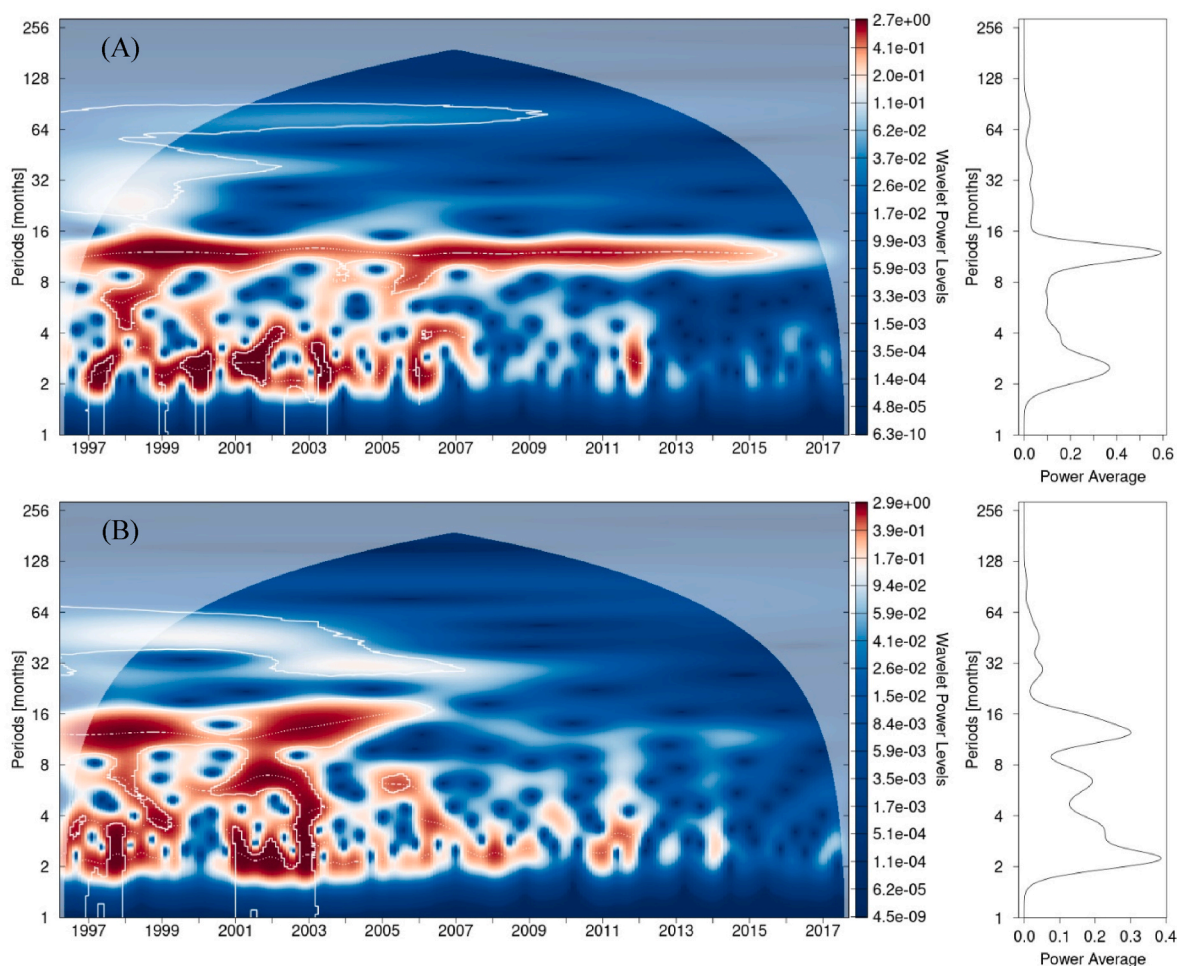 (A)
Periods [months]
256
128
64
32
16
8
4
2
1
1997 1999 2001 2003 2005 2007 2009 2011 2013 2015 2017
2.7e+00
4.1e-01
2.0e-01
1.1e-01
6.2e-02
3.7e-02
2.6e-02
1.7e-02
9.9e-03
5.9e-03
3.3e-03
1.5e-03
3.5e-04
1.4e-04
4.8e-05
6.3e-10
Wavelet Power Levels
Periods [months]
256
128
64
32
16
8
4
2
1
0.0 0.1 0.2 0.3 0.4 0.5 0.6
Power Average
(B)
Periods [months]
256
128
64
32
16
8
4
2
1
1997 1999 2001 2003 2005 2007 2009 2011 2013 2015 2017
2.9e+00
3.9e-01
1.7e-01
9.4e-02
5.9e-02
4.1e-02
2.6e-02
1.5e-02
8.4e-03
5.9e-03
3.5e-03
1.7e-03
5.1e-04
1.1e-04
6.2e-05
4.5e-09
Wavelet Power Levels
Periods [months]
256
128
64
32
16
8
4
2
1
0.0 0.1 0.2 0.3 0.4
Power Average